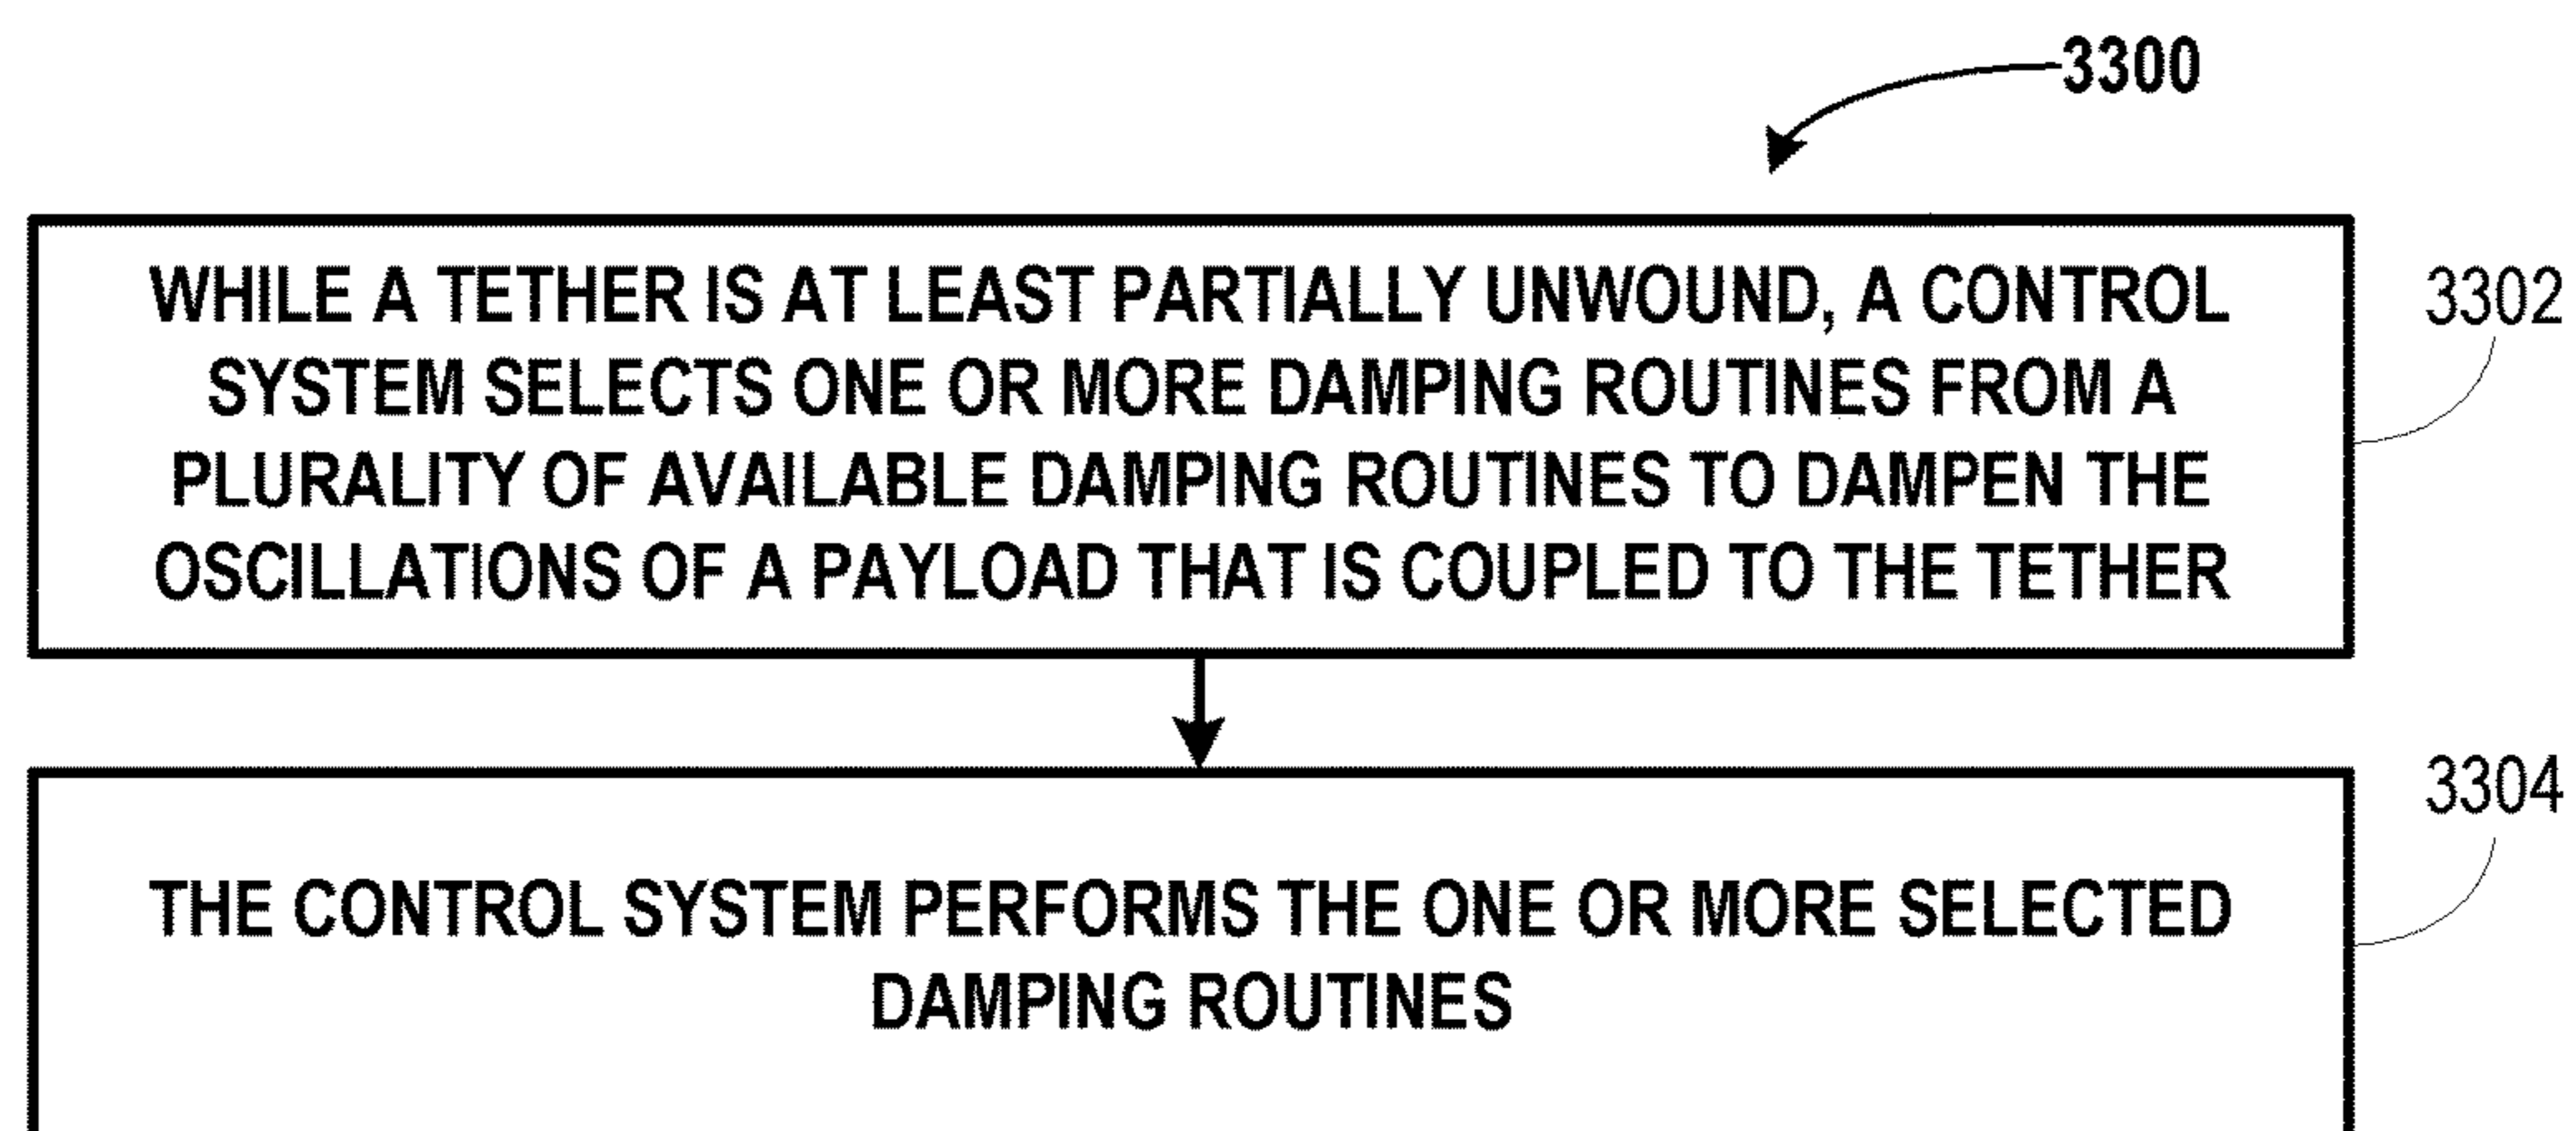 3300
WHILE A TETHER IS AT LEAST PARTIALLY UNWOUND, A CONTROL
SYSTEM SELECTS ONE OR MORE DAMPING ROUTINES FROM A
PLURALITY OF AVAILABLE DAMPING ROUTINES TO DAMPEN THE
OSCILLATIONS OF A PAYLOAD THAT IS COUPLED TO THE TETHER
3302
3304
THE CONTROL SYSTEM PERFORMS THE ONE OR MORE SELECTED
DAMPING ROUTINES